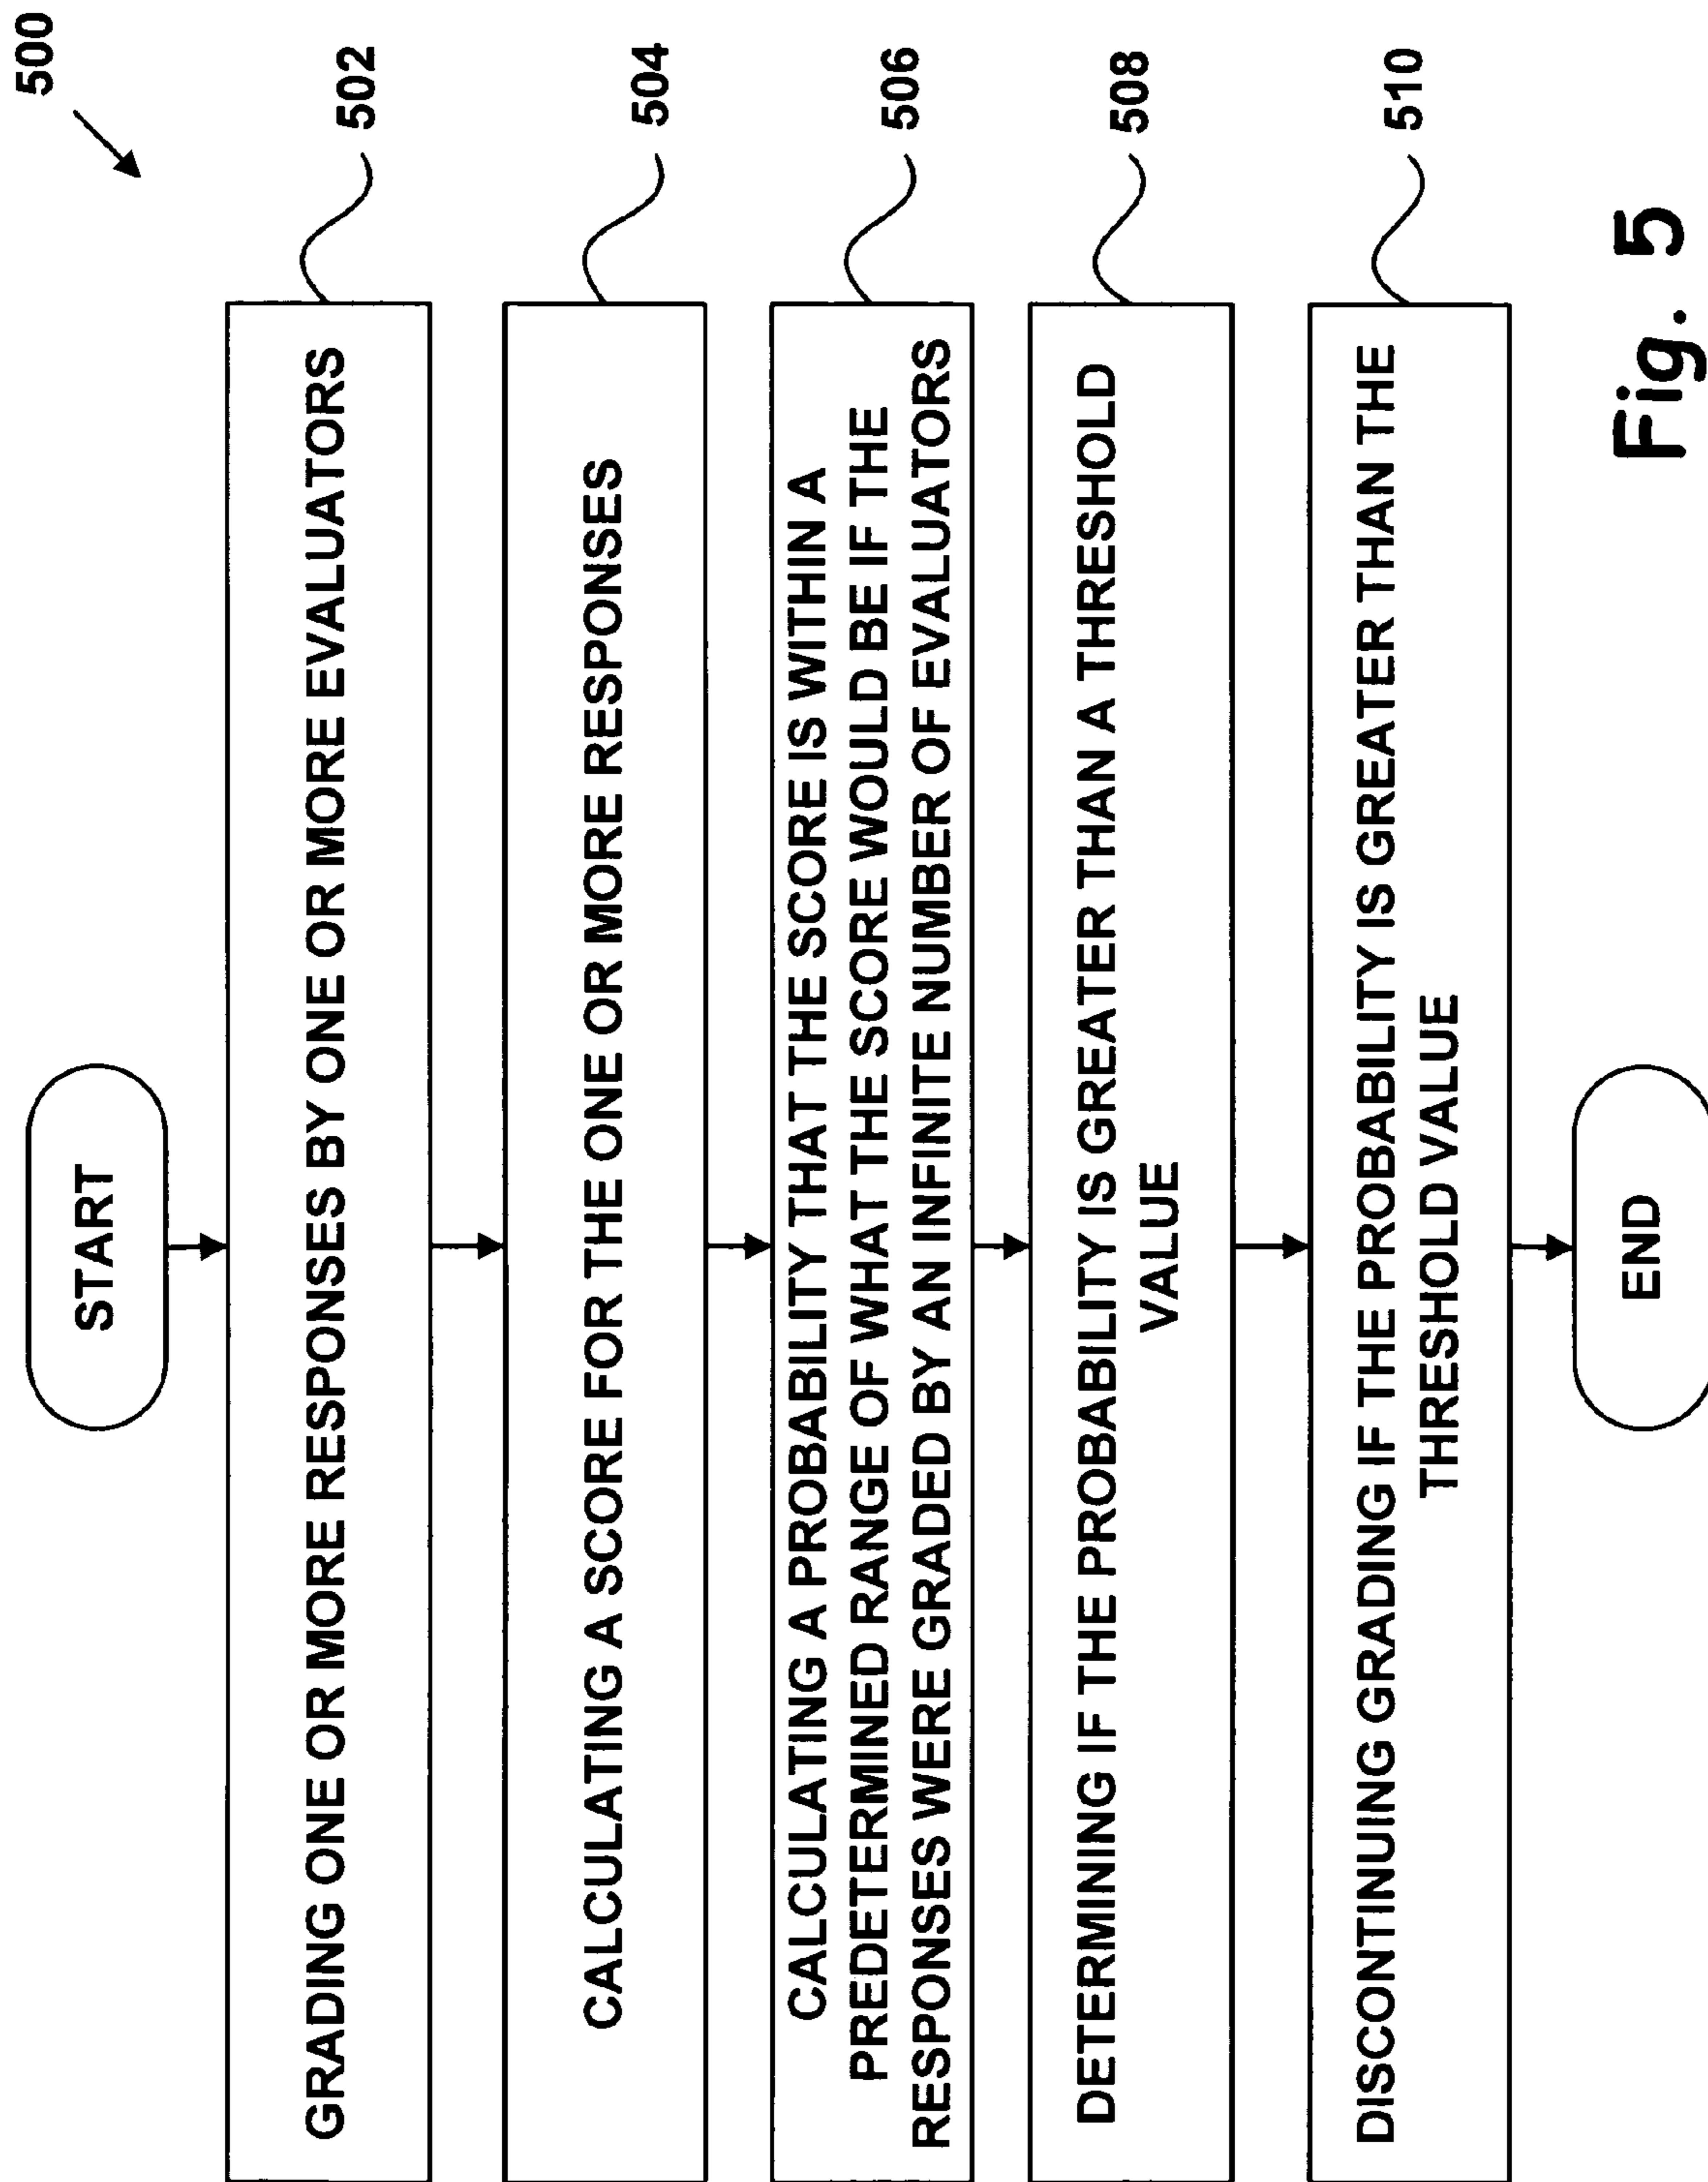 500
START
GRADING ONE OR MORE RESPONSES BY ONE OR MORE EVALUATORS
502
CALCULATING A SCORE FOR THE ONE OR MORE RESPONSES
504
CALCULATING A PROBABILITY THAT THE SCORE IS WITHIN A
PREDETERMINED RANGE OF WHAT THE SCORE WOULD BE IF THE
RESPONSES WERE GRADED BY AN INFINITE NUMBER OF EVALUATORS
506
DETERMINING IF THE PROBABILITY IS GREATER THAN A THRESHOLD
VALUE
508
DISCONTINUING GRADING IF THE PROBABILITY IS GREATER THAN THE
THRESHOLD VALUE
510
END
Fig. 5